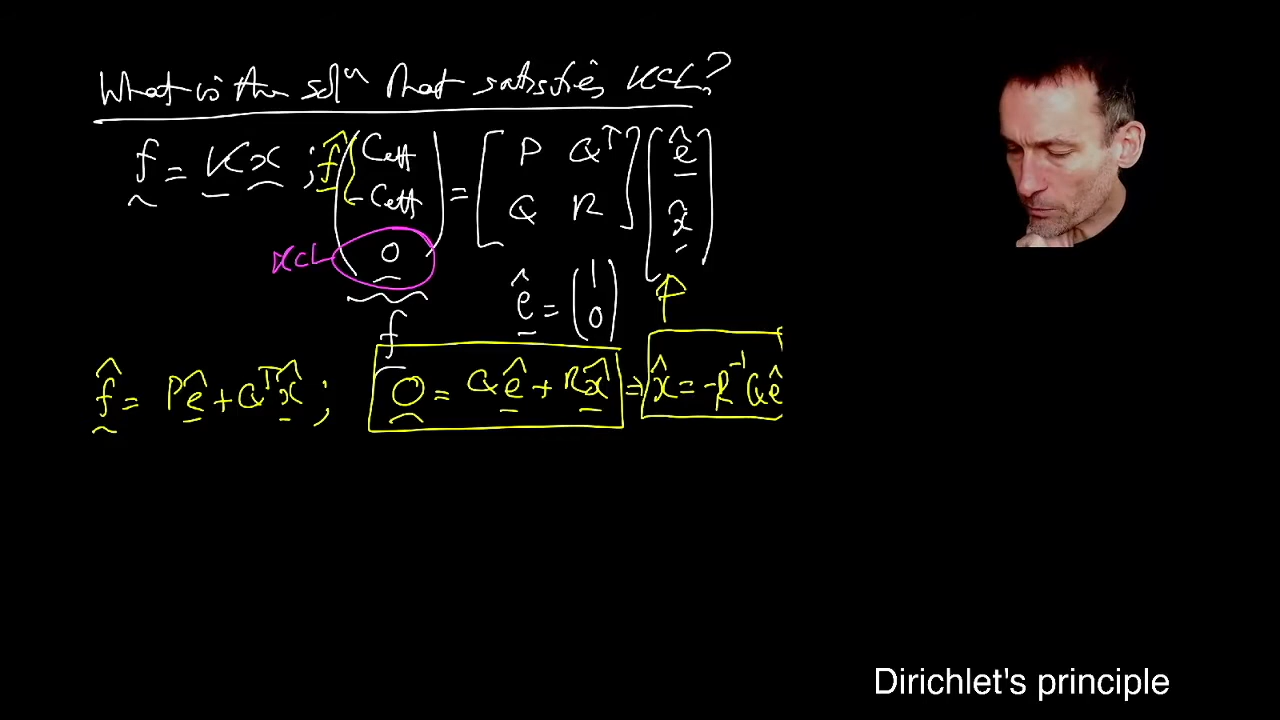 What is the solⁿ that satisfies KCL?
f = K x ; f̂ { ( Ceff -Ceff 0 ) = [ P Qᵀ Q R ] ( ê x̂ )
KCL
f ê = ( 1 0 ) ↑
f̂ = Pê + Qᵀx̂ ; 0 = Qê + Rx̂ ⇒ x̂ = -R⁻¹Qê
Dirichlet's principle